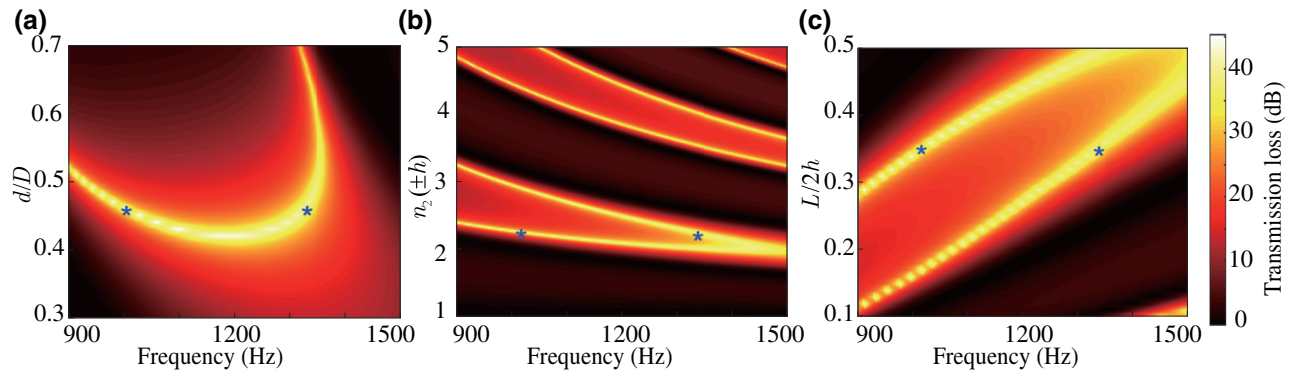 (a)
0.7
0.6
0.5
0.4
0.3
d/D
900
1200
1500
Frequency (Hz)
(b)
5
4
3
2
1
n₂(±h)
900
1200
1500
Frequency (Hz)
(c)
0.5
0.4
0.3
0.2
0.1
L/2h
900
1200
1500
Frequency (Hz)
40
30
20
10
0
Transmission loss (dB)